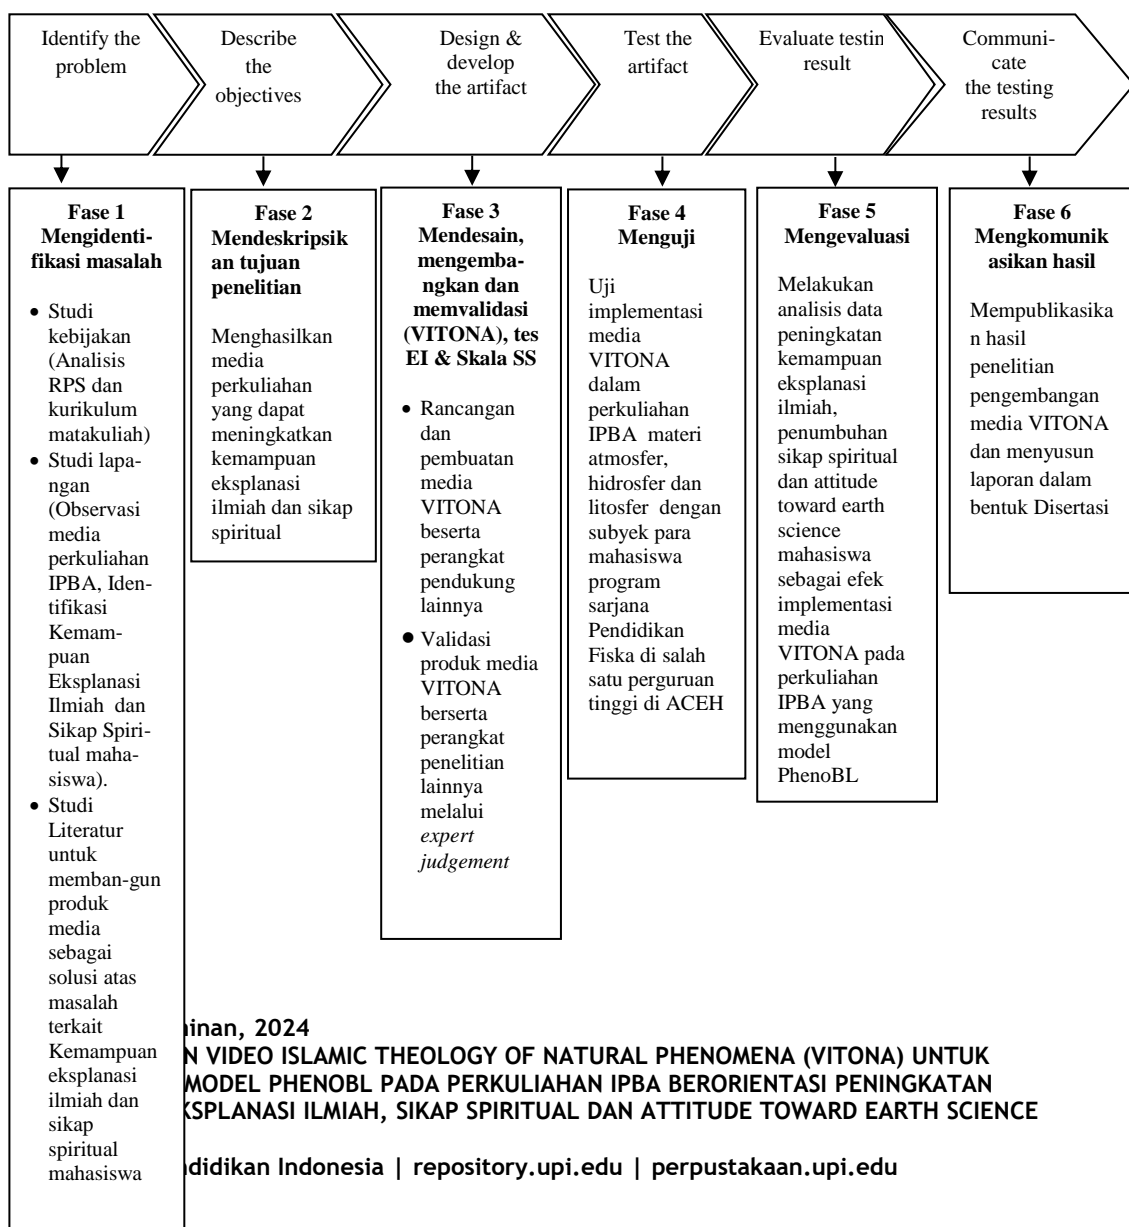 Identify the
problem
Describe
the
objectives
Design &
develop
the artifact
Test the
artifact
Evaluate testin
result
Communi-
cate
the testing
results
Fase 1
Mengidenti-
fikasi masalah
• Studi
kebijakan
(Analisis
RPS dan
kurikulum
matakuliah)
• Studi lapa-
ngan
(Observasi
media
perkuliahan
IPBA, Iden-
tifikasi
Kemam-
puan
Eksplanasi
Ilmiah dan
Sikap Spiri-
tual maha-
siswa).
• Studi
Literatur
untuk
memban-gun
produk
media
sebagai
solusi atas
masalah
terkait
Kemampuan
eksplanasi
ilmiah dan
sikap
spiritual
mahasiswa
Fase 2
Mendeskripsik
an tujuan
penelitian
Menghasilkan
media
perkuliahan
yang dapat
meningkatkan
kemampuan
eksplanasi
ilmiah dan sikap
spiritual
Fase 3
Mendesain,
mengemba-
ngkan dan
memvalidasi
(VITONA), tes
EI & Skala SS
• Rancangan
dan
pembuatan
media
VITONA
beserta
perangkat
pendukung
lainnya
• Validasi
produk media
VITONA
berserta
perangkat
penelitian
lainnya
melalui
expert
judgement
Fase 4
Menguji
Uji
implementasi
media
VITONA
dalam
perkuliahan
IPBA materi
atmosfer,
hidrosfer dan
litosfer dengan
subyek para
mahasiswa
program
sarjana
Pendidikan
Fiska di salah
satu perguruan
tinggi di ACEH
Fase 5
Mengevaluasi
Melakukan
analisis data
peningkatan
kemampuan
eksplanasi
ilmiah,
penumbuhan
sikap spiritual
dan attitude
toward earth
science
mahasiswa
sebagai efek
implementasi
media
VITONA pada
perkuliahan
IPBA yang
menggunakan
model
PhenoBL
Fase 6
Mengkomunik
asikan hasil
Mempublikasika
n hasil
penelitian
pengembangan
media VITONA
dan menyusun
laporan dalam
bentuk Disertasi
inan, 2024
N VIDEO ISLAMIC THEOLOGY OF NATURAL PHENOMENA (VITONA) UNTUK
MODEL PHENOBL PADA PERKULIAHAN IPBA BERORIENTASI PENINGKATAN
KSPLANASI ILMIAH, SIKAP SPIRITUAL DAN ATTITUDE TOWARD EARTH SCIENCE
didikan Indonesia | repository.upi.edu | perpustakaan.upi.edu